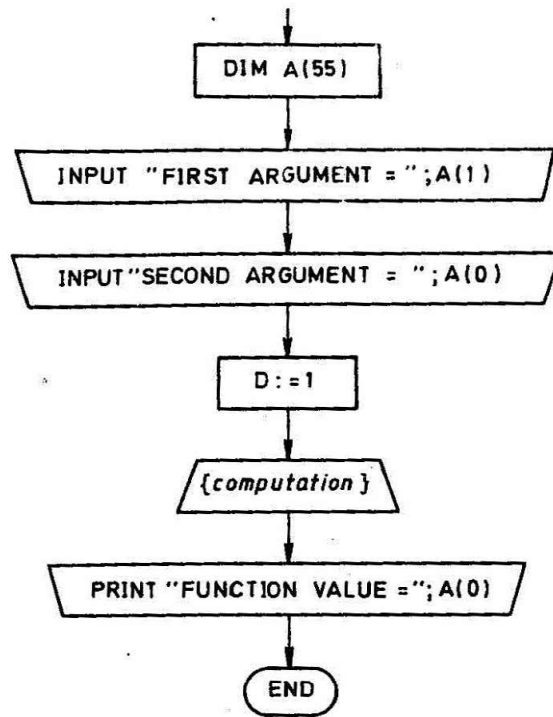 DIM A(55)
INPUT "FIRST ARGUMENT = ";A(1)
INPUT"SECOND ARGUMENT = ";A(0)
D:=1
{computation}
PRINT "FUNCTION VALUE =";A(0)
END